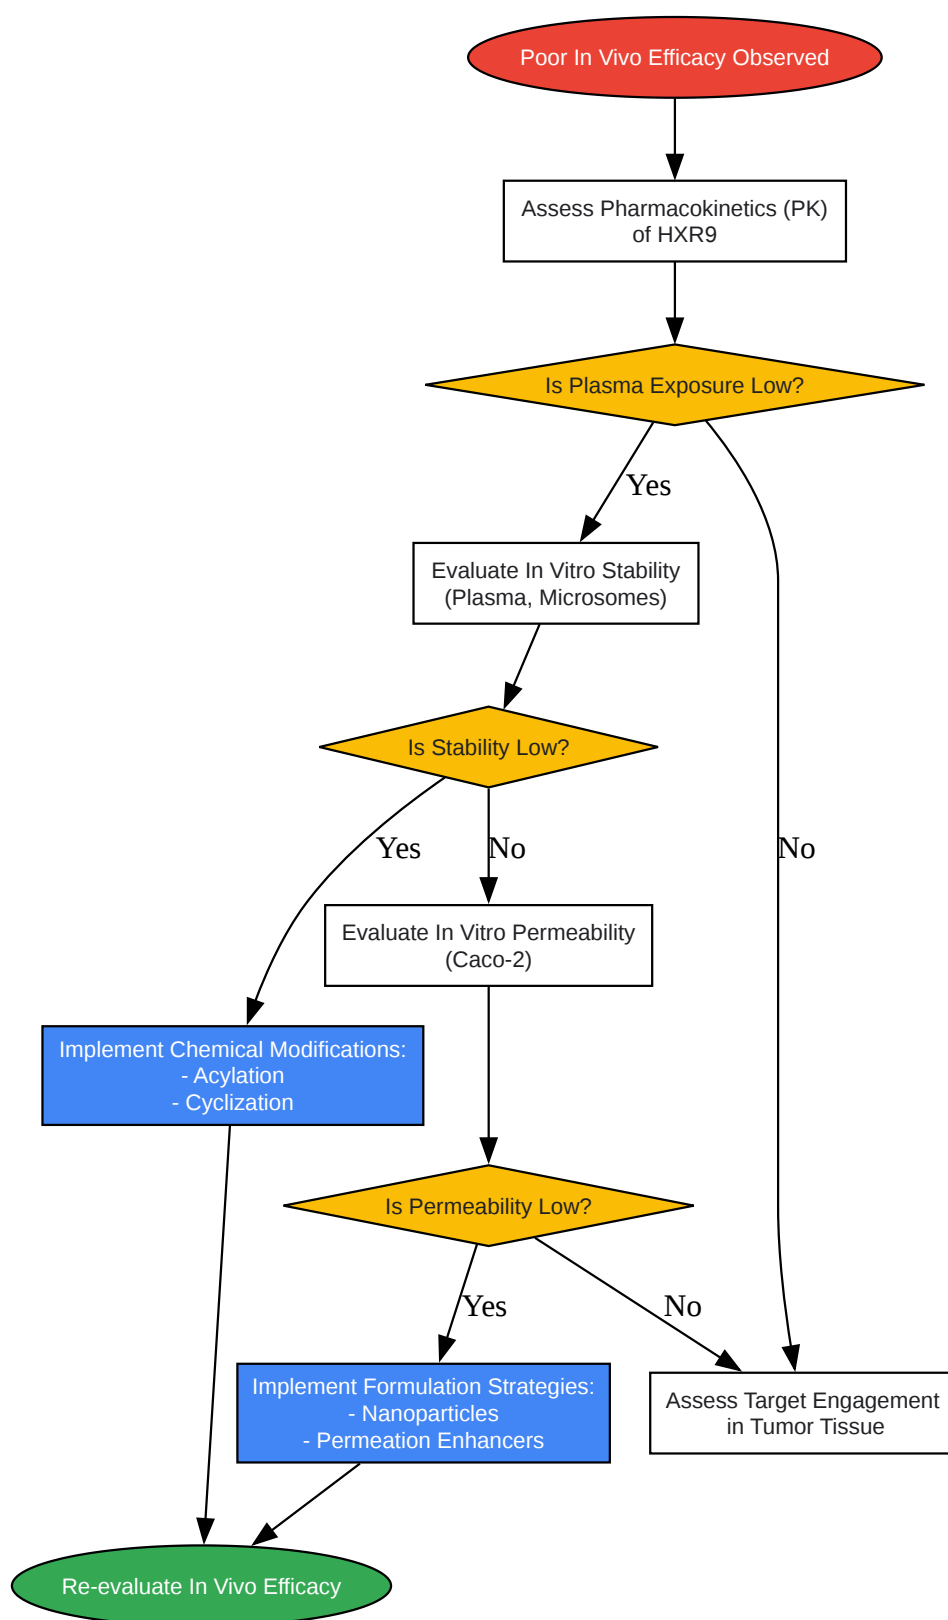 Poor In Vivo Efficacy Observed
Assess Pharmacokinetics (PK)
of HXR9
Is Plasma Exposure Low?
Yes
Evaluate In Vitro Stability
(Plasma, Microsomes)
Is Stability Low?
Yes
No
No
Evaluate In Vitro Permeability
(Caco-2)
Implement Chemical Modifications:
- Acylation
- Cyclization
Is Permeability Low?
Yes
No
Implement Formulation Strategies:
- Nanoparticles
- Permeation Enhancers
Assess Target Engagement
in Tumor Tissue
Re-evaluate In Vivo Efficacy